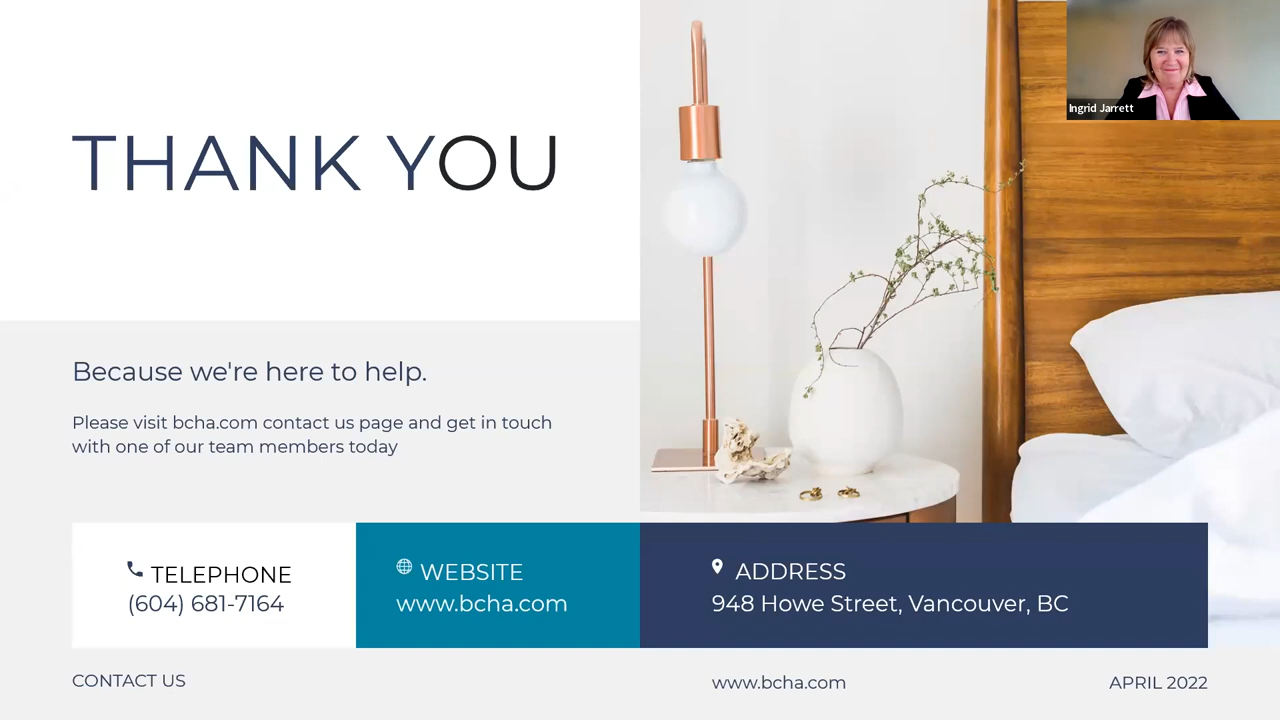 Ingrid Jarrett
THANK YOU
Because we're here to help.
Please visit bcha.com contact us page and get in touch
with one of our team members today
TELEPHONE
(604) 681-7164
WEBSITE
www.bcha.com
ADDRESS
948 Howe Street, Vancouver, BC
CONTACT US
www.bcha.com
APRIL 2022